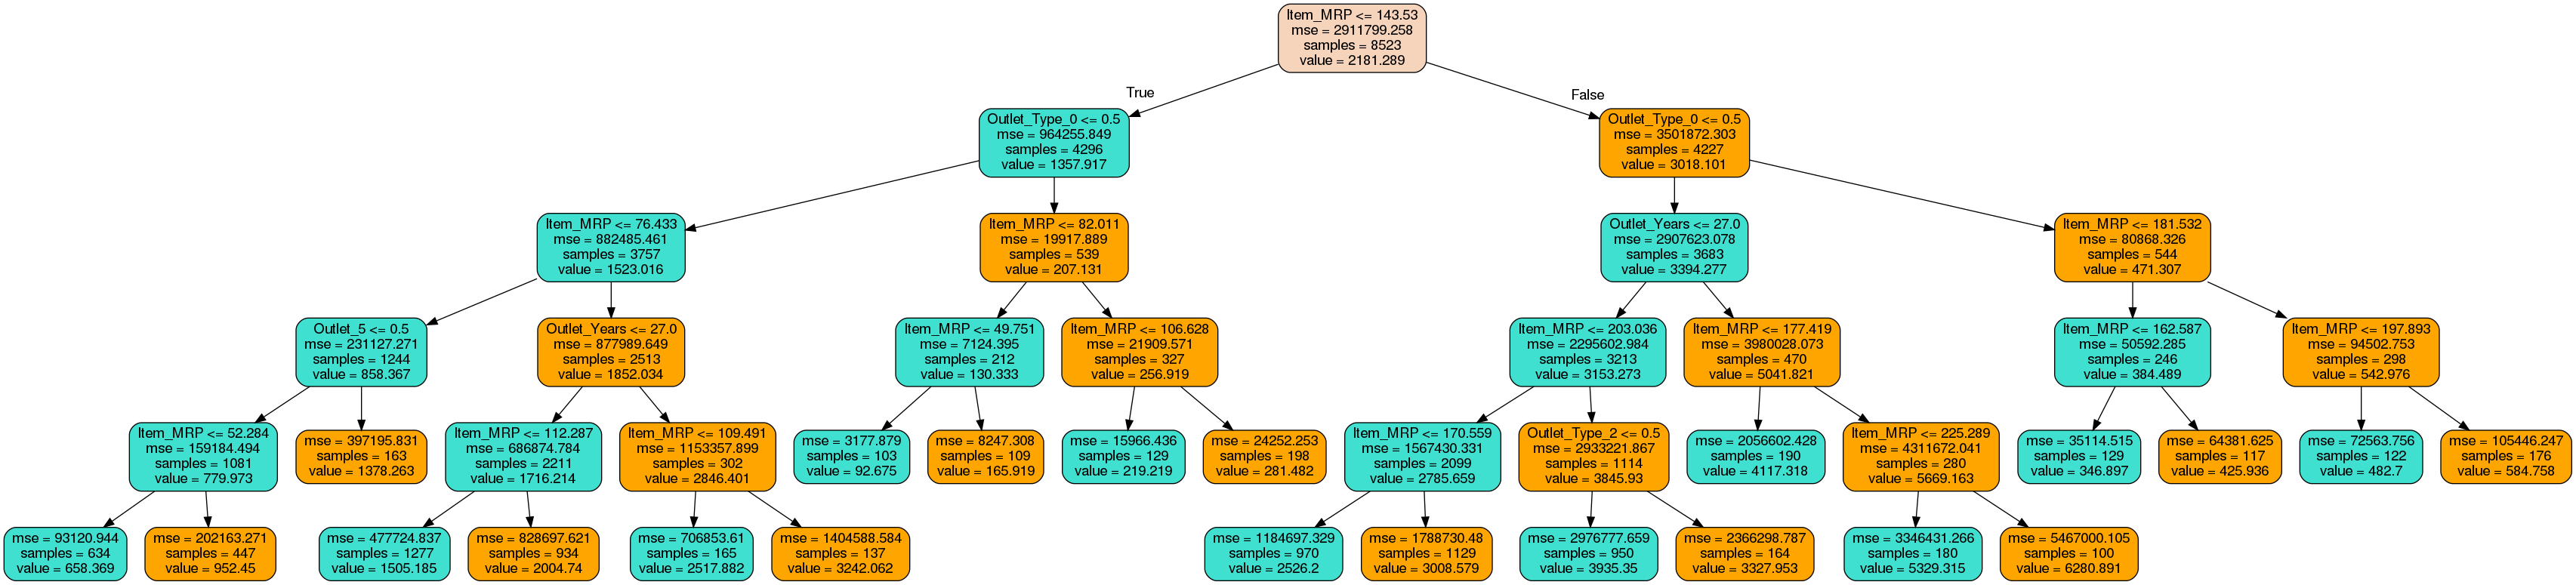 Item_MRP <= 143.53
mse = 2911799.258
samples = 8523
value = 2181.289
True
False
Outlet_Type_0 <= 0.5
mse = 964255.849
samples = 4296
value = 1357.917
Outlet_Type_0 <= 0.5
mse = 3501872.303
samples = 4227
value = 3018.101
Item_MRP <= 76.433
mse = 882485.461
samples = 3757
value = 1523.016
Item_MRP <= 82.011
mse = 19917.889
samples = 539
value = 207.131
Outlet_Years <= 27.0
mse = 2907623.078
samples = 3683
value = 3394.277
Item_MRP <= 181.532
mse = 80868.326
samples = 544
value = 471.307
Outlet_5 <= 0.5
mse = 231127.271
samples = 1244
value = 858.367
Outlet_Years <= 27.0
mse = 877989.649
samples = 2513
value = 1852.034
Item_MRP <= 49.751
mse = 7124.395
samples = 212
value = 130.333
Item_MRP <= 106.628
mse = 21909.571
samples = 327
value = 256.919
Item_MRP <= 203.036
mse = 2295602.984
samples = 3213
value = 3153.273
Item_MRP <= 177.419
mse = 3980028.073
samples = 470
value = 5041.821
Item_MRP <= 162.587
mse = 50592.285
samples = 246
value = 384.489
Item_MRP <= 197.893
mse = 94502.753
samples = 298
value = 542.976
Item_MRP <= 52.284
mse = 159184.494
samples = 1081
value = 779.973
mse = 397195.831
samples = 163
value = 1378.263
Item_MRP <= 112.287
mse = 686874.784
samples = 2211
value = 1716.214
Item_MRP <= 109.491
mse = 1153357.899
samples = 302
value = 2846.401
mse = 3177.879
samples = 103
value = 92.675
mse = 8247.308
samples = 109
value = 165.919
mse = 15966.436
samples = 129
value = 219.219
mse = 24252.253
samples = 198
value = 281.482
Item_MRP <= 170.559
mse = 1567430.331
samples = 2099
value = 2785.659
Outlet_Type_2 <= 0.5
mse = 2933221.867
samples = 1114
value = 3845.93
mse = 2056602.428
samples = 190
value = 4117.318
Item_MRP <= 225.289
mse = 4311672.041
samples = 280
value = 5669.163
mse = 35114.515
samples = 129
value = 346.897
mse = 64381.625
samples = 117
value = 425.936
mse = 72563.756
samples = 122
value = 482.7
mse = 105446.247
samples = 176
value = 584.758
mse = 93120.944
samples = 634
value = 658.369
mse = 202163.271
samples = 447
value = 952.45
mse = 477724.837
samples = 1277
value = 1505.185
mse = 828697.621
samples = 934
value = 2004.74
mse = 706853.61
samples = 165
value = 2517.882
mse = 1404588.584
samples = 137
value = 3242.062
mse = 1184697.329
samples = 970
value = 2526.2
mse = 1788730.48
samples = 1129
value = 3008.579
mse = 2976777.659
samples = 950
value = 3935.35
mse = 2366298.787
samples = 164
value = 3327.953
mse = 3346431.266
samples = 180
value = 5329.315
mse = 5467000.105
samples = 100
value = 6280.891